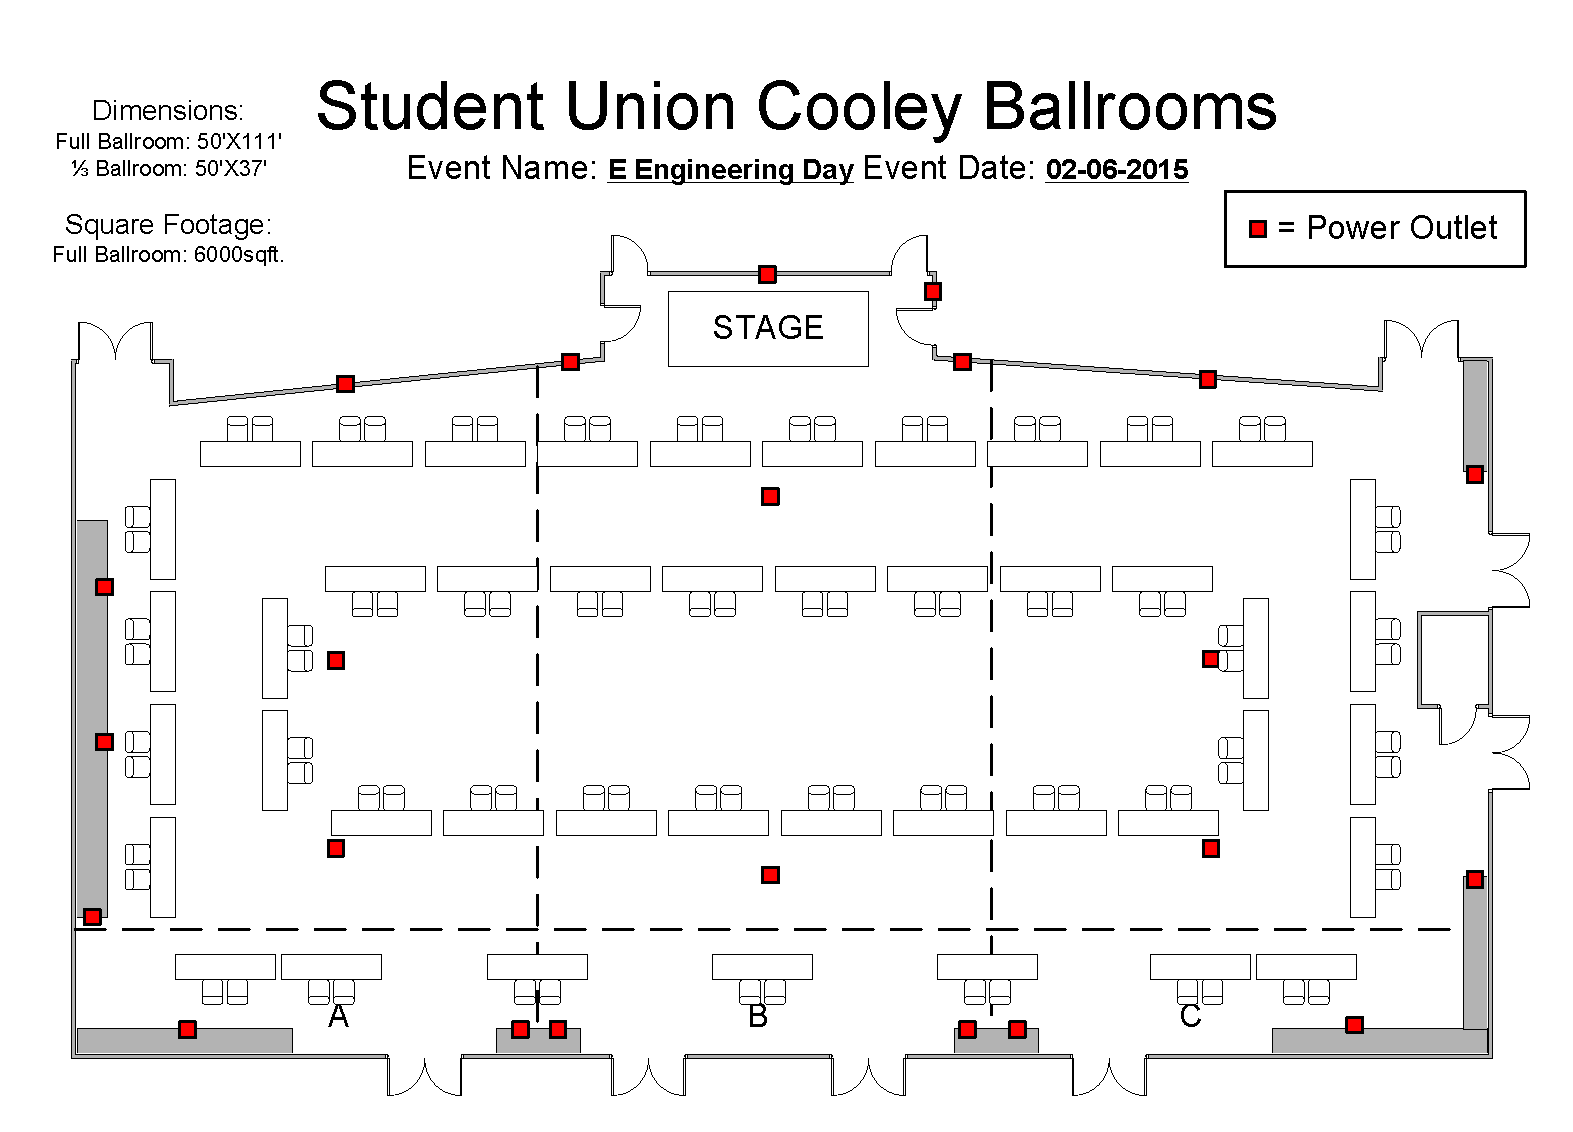 Student Union Cooley Ballrooms
Event Name: E Engineering Day Event Date: 02-06-2015
Dimensions:
Full Ballroom: 50'X111'
⅓ Ballroom: 50'X37'
Square Footage:
Full Ballroom: 6000sqft.
= Power Outlet
STAGE
A
B
C